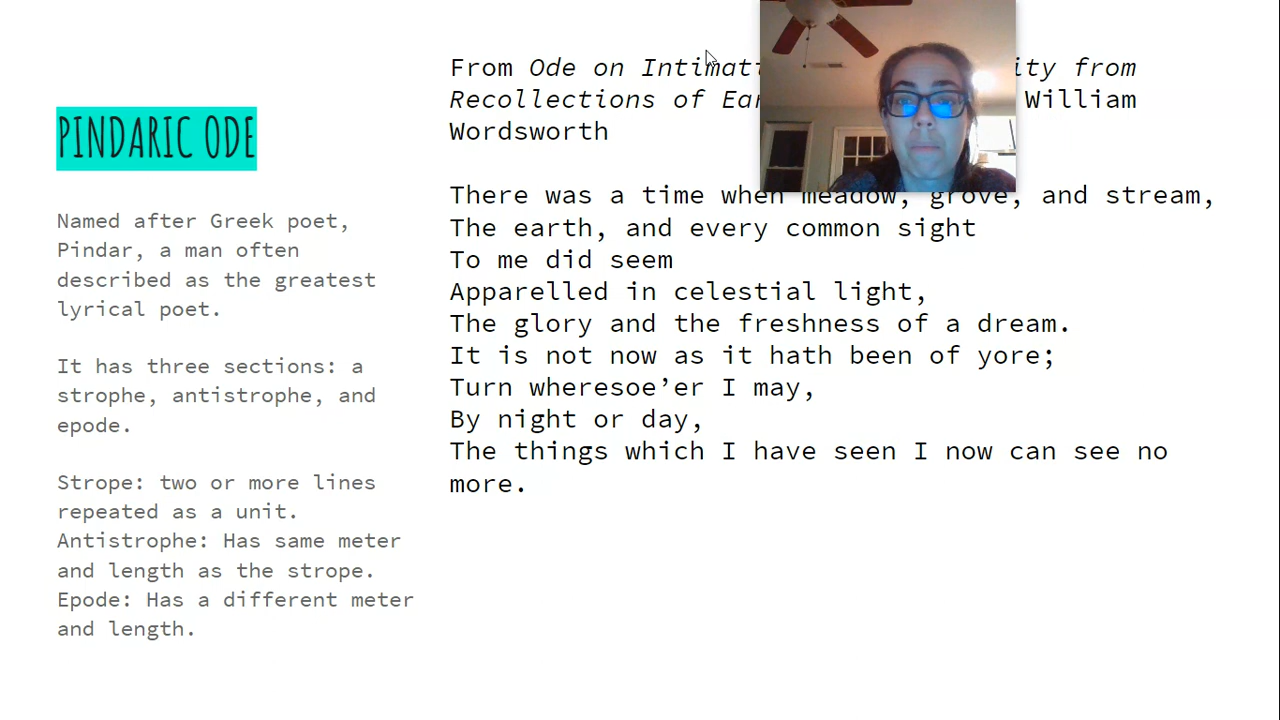 PINDARIC ODE
Named after Greek poet,
Pindar, a man often
described as the greatest
lyrical poet.
It has three sections: a
strophe, antistrophe, and
epode.
Strope: two or more lines
repeated as a unit.
Antistrophe: Has same meter
and length as the strope.
Epode: Has a different meter
and length.
From Ode on from
Recollections of William
Wordsworth
There was a time when meadow, grove, and stream,
The earth, and every common sight
To me did seem
Apparelled in celestial light,
The glory and the freshness of a dream.
It is not now as it hath been of yore;
Turn wheresoe’er I may,
By night or day,
The things which I have seen I now can see no
more.